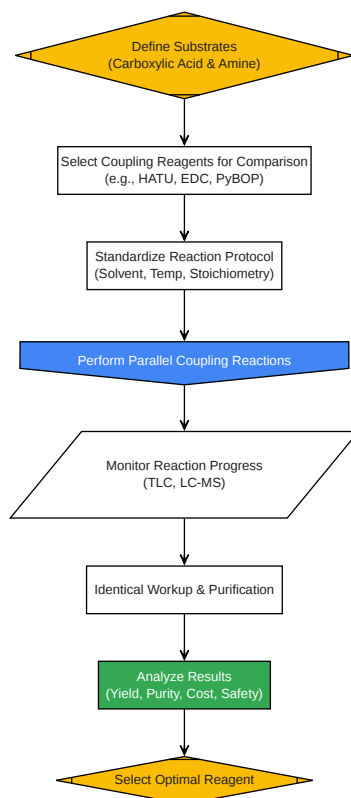 Define Substrates
(Carboxylic Acid & Amine)
Select Coupling Reagents for Comparison
(e.g., HATU, EDC, PyBOP)
Standardize Reaction Protocol
(Solvent, Temp, Stoichiometry)
Perform Parallel Coupling Reactions
Monitor Reaction Progress
(TLC, LC-MS)
Identical Workup & Purification
Analyze Results
(Yield, Purity, Cost, Safety)
Select Optimal Reagent